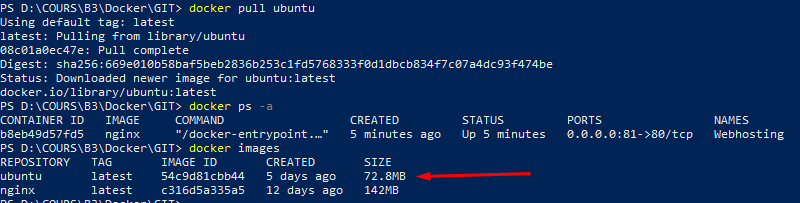 PS D:\COURS\B3\Docker\GIT> docker pull ubuntu
Using default tag: latest
latest: Pulling from library/ubuntu
08c01a0ec47e: Pull complete
Digest: sha256:669e010b58baf5beb2836b253c1fd5768333f0d1dbcb834f7c07a4dc93f474be
Status: Downloaded newer image for ubuntu:latest
docker.io/library/ubuntu:latest
PS D:\COURS\B3\Docker\GIT> docker ps -a
CONTAINER ID IMAGE COMMAND CREATED STATUS PORTS NAMES
b8eb49d57fd5 nginx "/docker-entrypoint.…" 5 minutes ago Up 5 minutes 0.0.0.0:81->80/tcp Webhosting
PS D:\COURS\B3\Docker\GIT> docker images
REPOSITORY TAG IMAGE ID CREATED SIZE
ubuntu latest 54c9d81cbb44 5 days ago 72.8MB
nginx latest c316d5a335a5 12 days ago 142MB